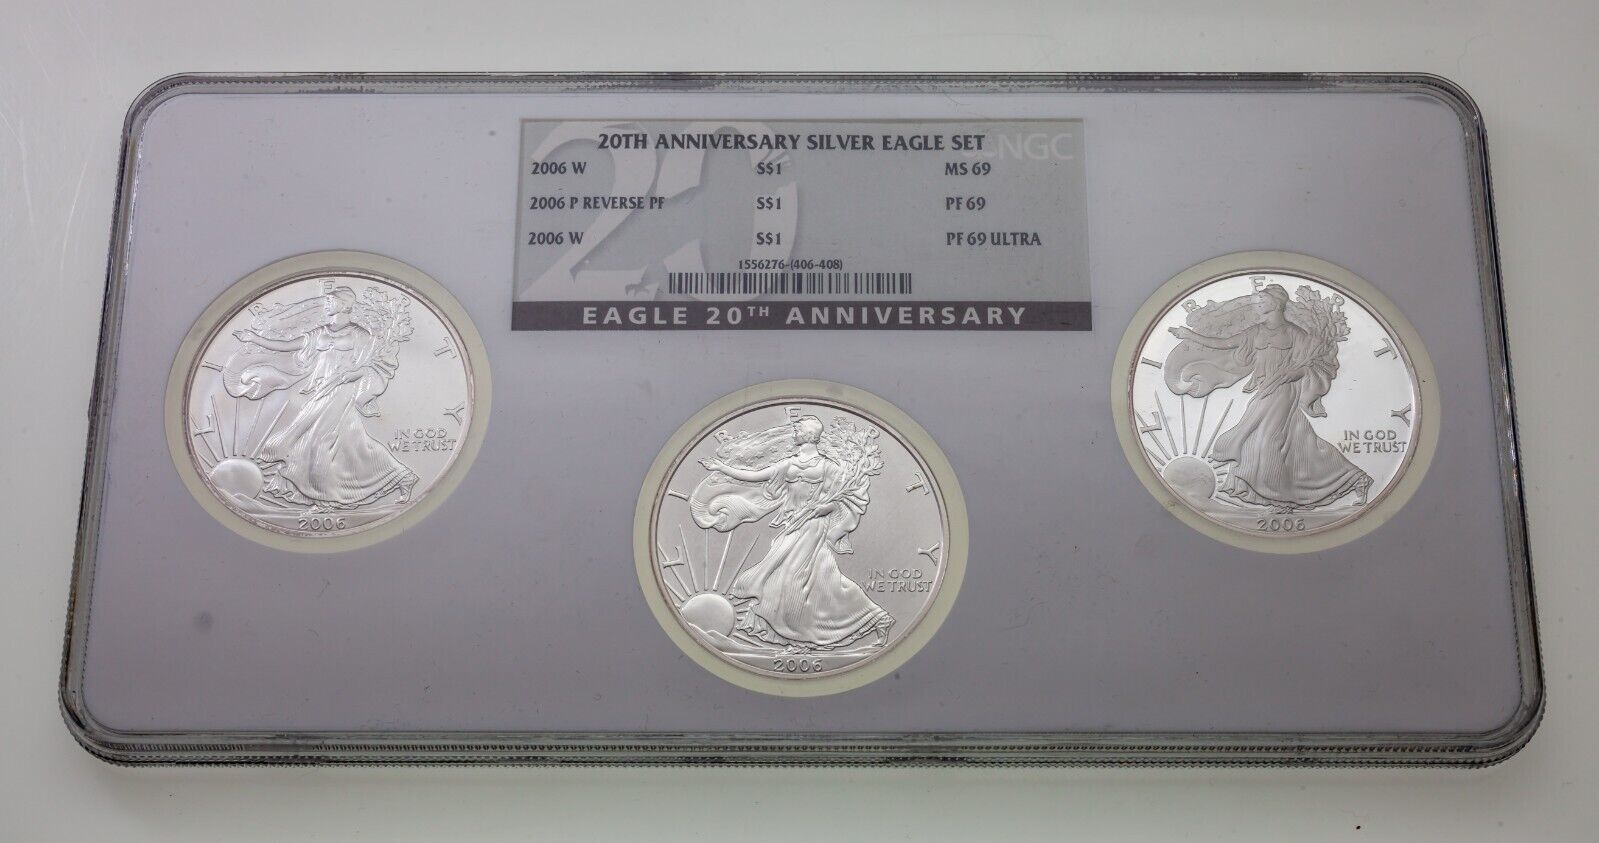 20TH ANNIVERSARY SILVER EAGLE SET
NGC
2006 W S$1 MS 69
2006 P REVERSE PF S$1 PF 69
2006 W S$1 PF 69 ULTRA
1556276-(406-408)
20
EAGLE 20TH ANNIVERSARY
LIBERTY
IN GOD
WE TRUST
2006
LIBERTY
IN GOD
WE TRUST
2006
LIBERTY
IN GOD
WE TRUST
2006